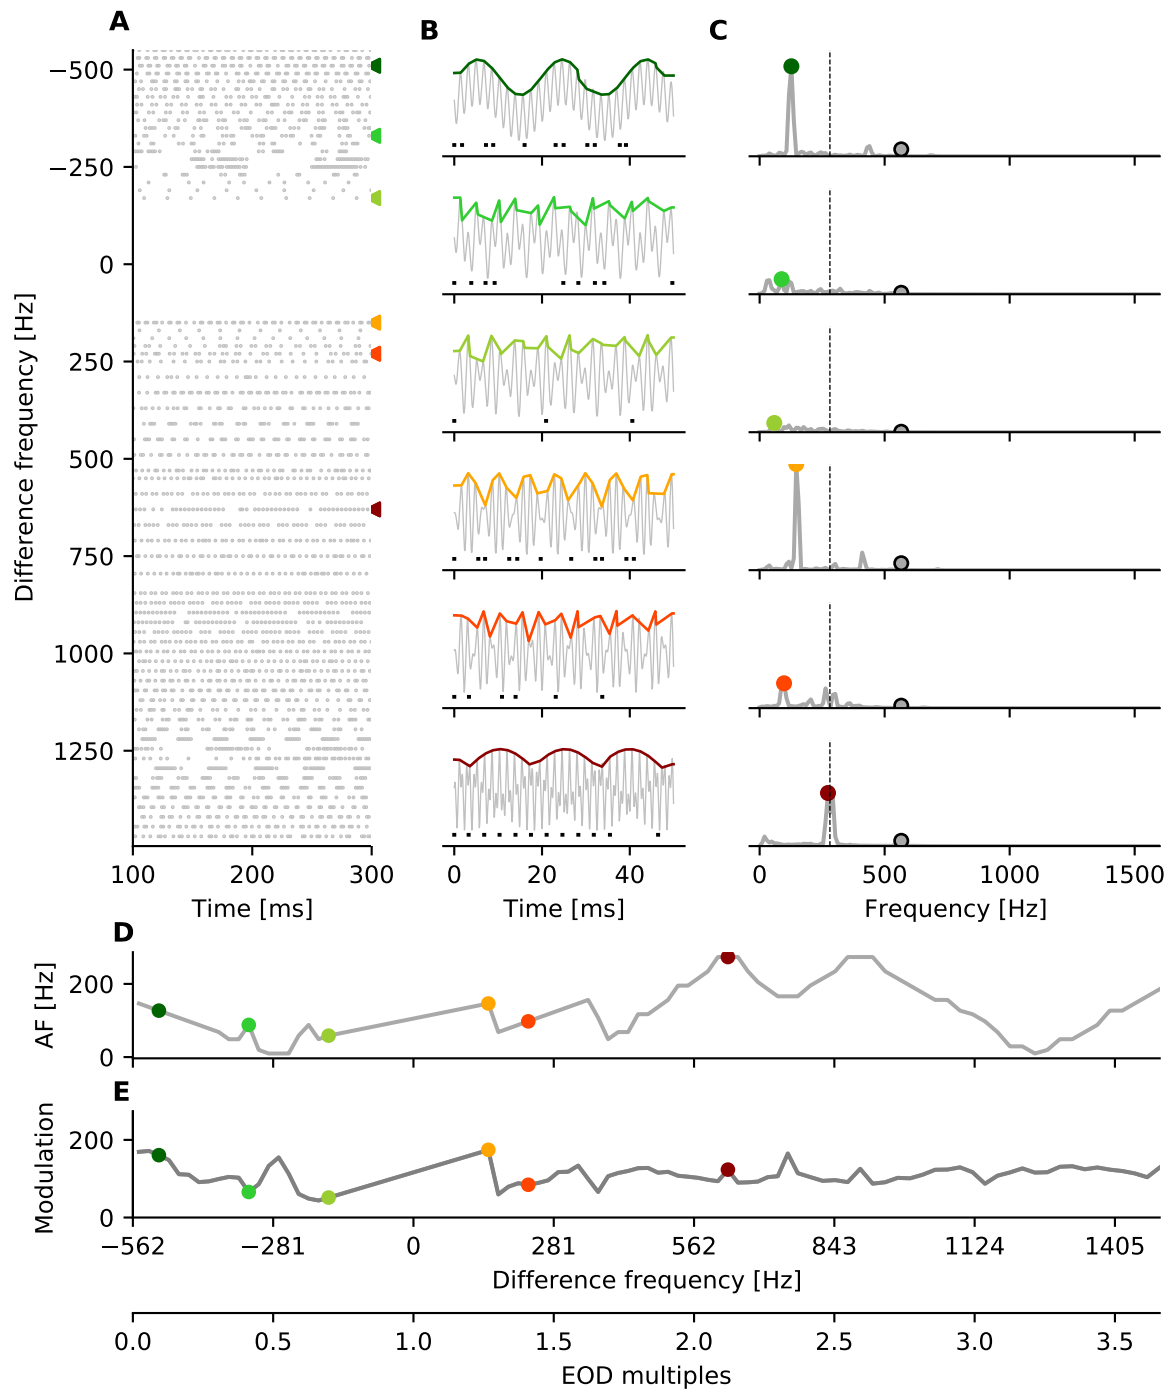 A
B
C
Difference frequency [Hz]
−500
−250
0
250
500
750
1000
1250
100 200 300
Time [ms]
0 20 40
Time [ms]
0 500 1000 1500
Frequency [Hz]
D
AF [Hz]
200
0
E
Modulation
200
0
−562 −281 0 281 562 843 1124 1405
Difference frequency [Hz]
0.0 0.5 1.0 1.5 2.0 2.5 3.0 3.5
EOD multiples